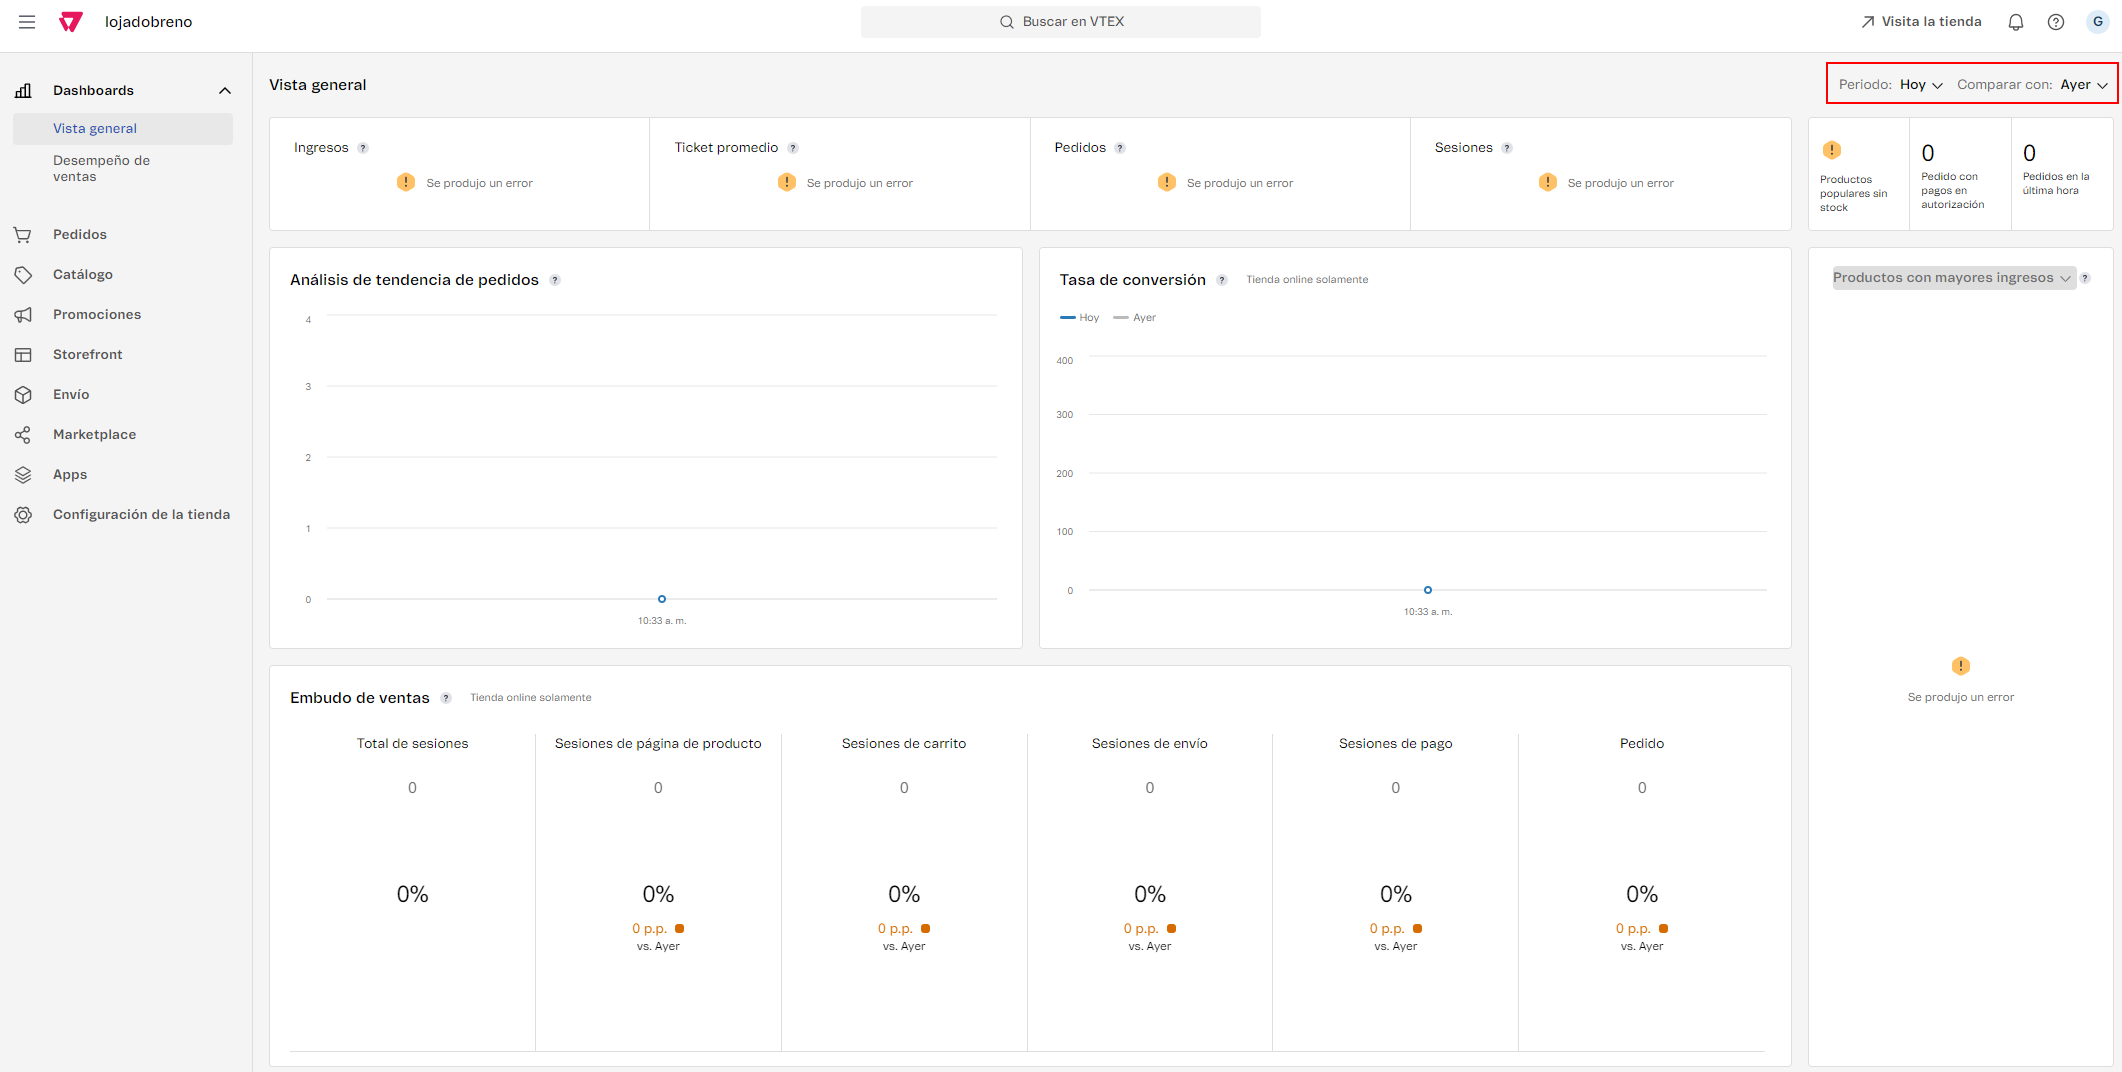 lojadobreno
Buscar en VTEX
Visita la tienda
G
Dashboards
Vista general
Desempeño de
ventas
Pedidos
Catálogo
Promociones
Storefront
Envío
Marketplace
Apps
Configuración de la tienda
Vista general
Periodo: Hoy
Comparar con: Ayer
Ingresos ?
! Se produjo un error
Ticket promedio ?
! Se produjo un error
Pedidos ?
! Se produjo un error
Sesiones ?
! Se produjo un error
!
Productos
populares sin
stock
0
Pedido con
pagos en
autorización
0
Pedidos en la
última hora
Análisis de tendencia de pedidos ?
4
3
2
1
0
10:33 a. m.
Tasa de conversión ? Tienda online solamente
Hoy Ayer
400
300
200
100
0
10:33 a. m.
Productos con mayores ingresos ?
!
Se produjo un error
Embudo de ventas ? Tienda online solamente
Total de sesiones
0
0%
Sesiones de página de producto
0
0%
0 p.p.
vs. Ayer
Sesiones de carrito
0
0%
0 p.p.
vs. Ayer
Sesiones de envío
0
0%
0 p.p.
vs. Ayer
Sesiones de pago
0
0%
0 p.p.
vs. Ayer
Pedido
0
0%
0 p.p.
vs. Ayer